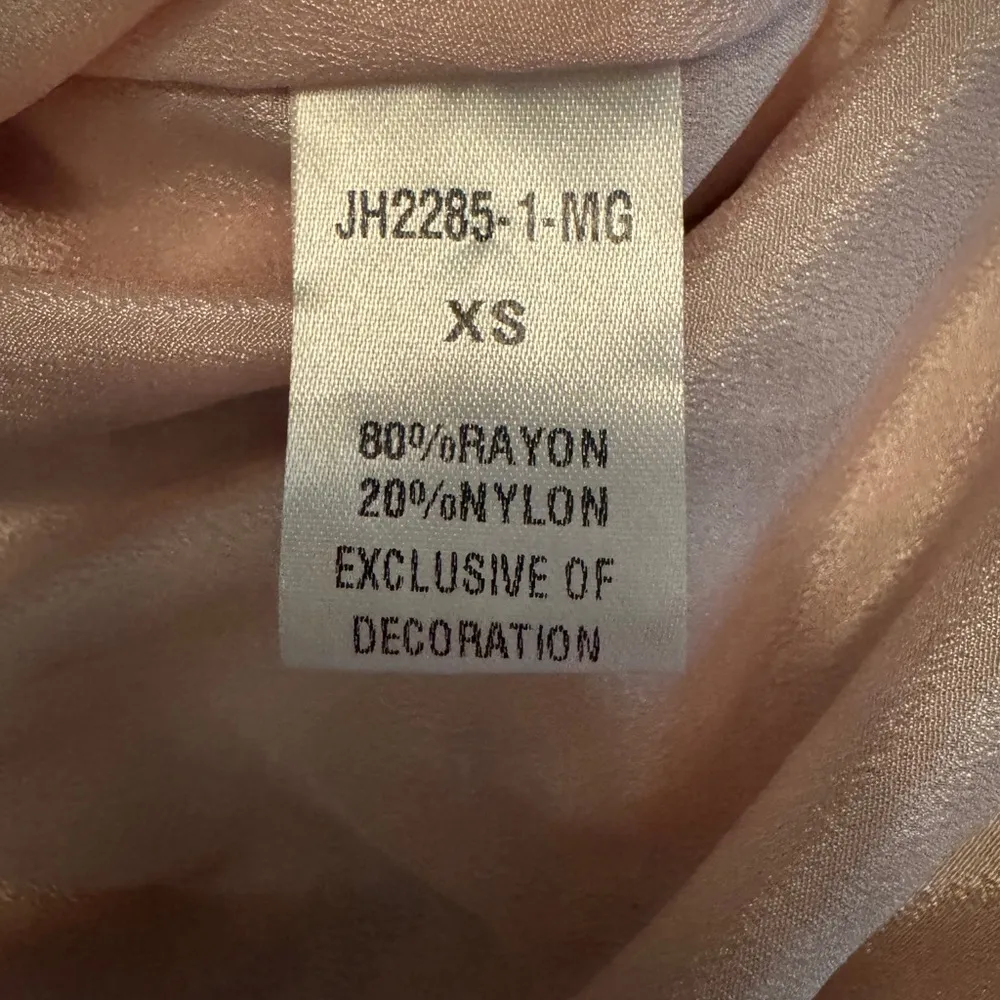 JH2285-1-MG
XS
80%RAYON
20%NYLON
EXCLUSIVE OF
DECORATION